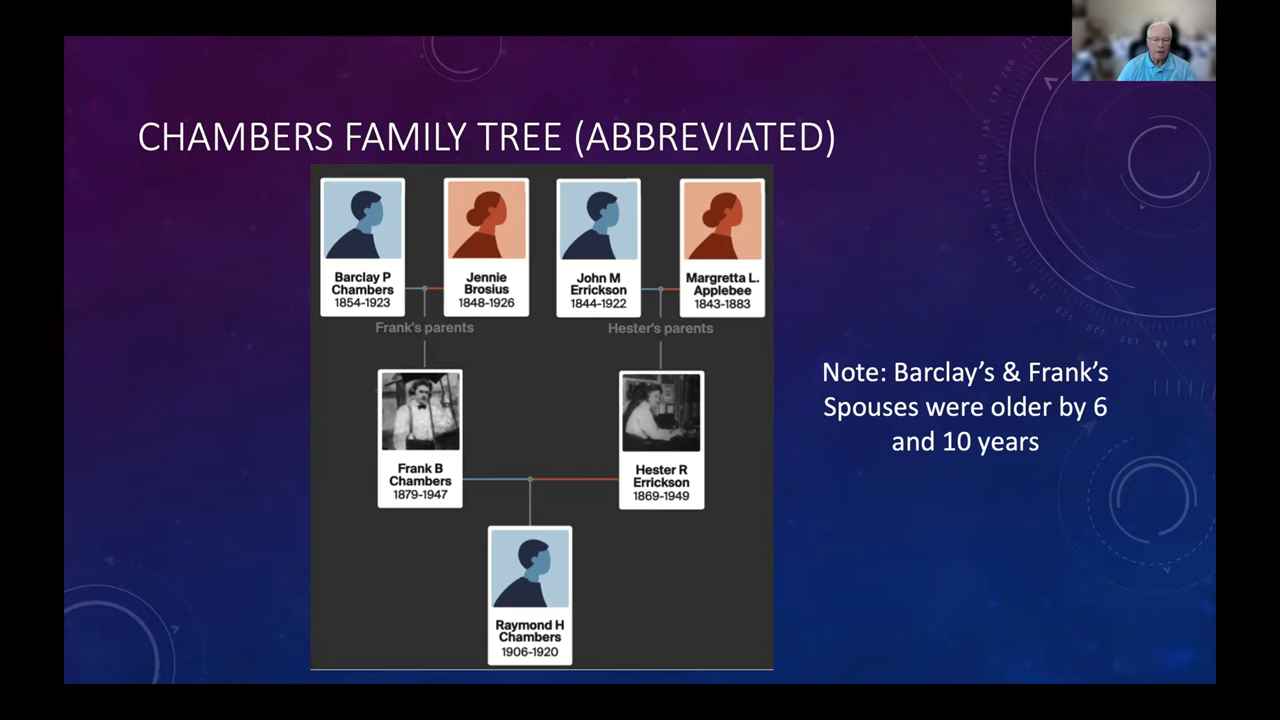 CHAMBERS FAMILY TREE (ABBREVIATED)
Barclay P
Chambers
1854-1923
Jennie
Brosius
1848-1926
John M
Errickson
1844-1922
Margretta L.
Applebee
1843-1883
Frank's parents
Hester's parents
Frank B
Chambers
1879-1947
Hester R
Errickson
1869-1949
Raymond H
Chambers
1906-1920
Note: Barclay’s & Frank’s
Spouses were older by 6
and 10 years